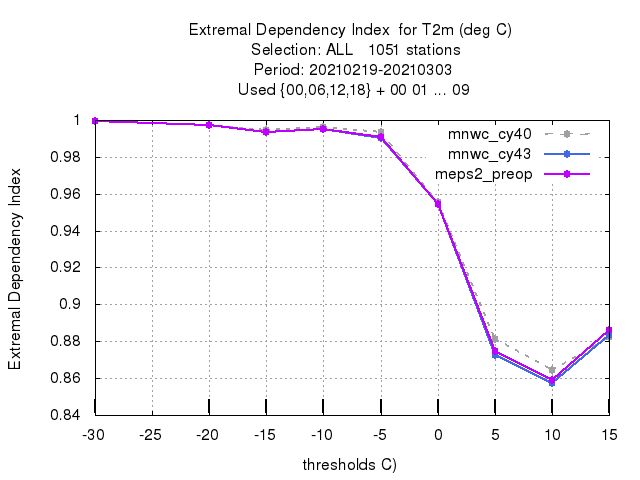 Extremal Dependency Index  for T2m (deg C)
Selection: ALL   1051 stations
Period: 20210219-20210303
Used {00,06,12,18} + 00 01 ... 09
mnwc_cy40
mnwc_cy43
meps2_preop
Extremal Dependency Index
1
0.98
0.96
0.94
0.92
0.9
0.88
0.86
0.84
-30 -25 -20 -15 -10 -5 0 5 10 15
thresholds C)